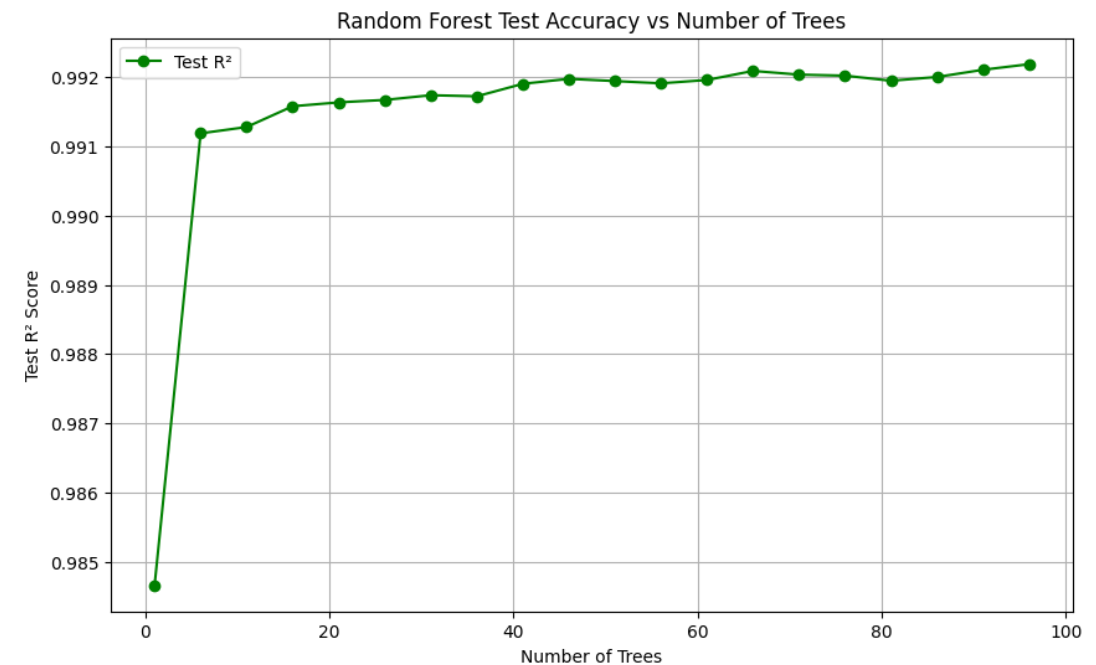 Random Forest Test Accuracy vs Number of Trees
Test R²
0.992
0.991
0.990
0.989
0.988
0.987
0.986
0.985
Test R² Score
0 20 40 60 80 100
Number of Trees